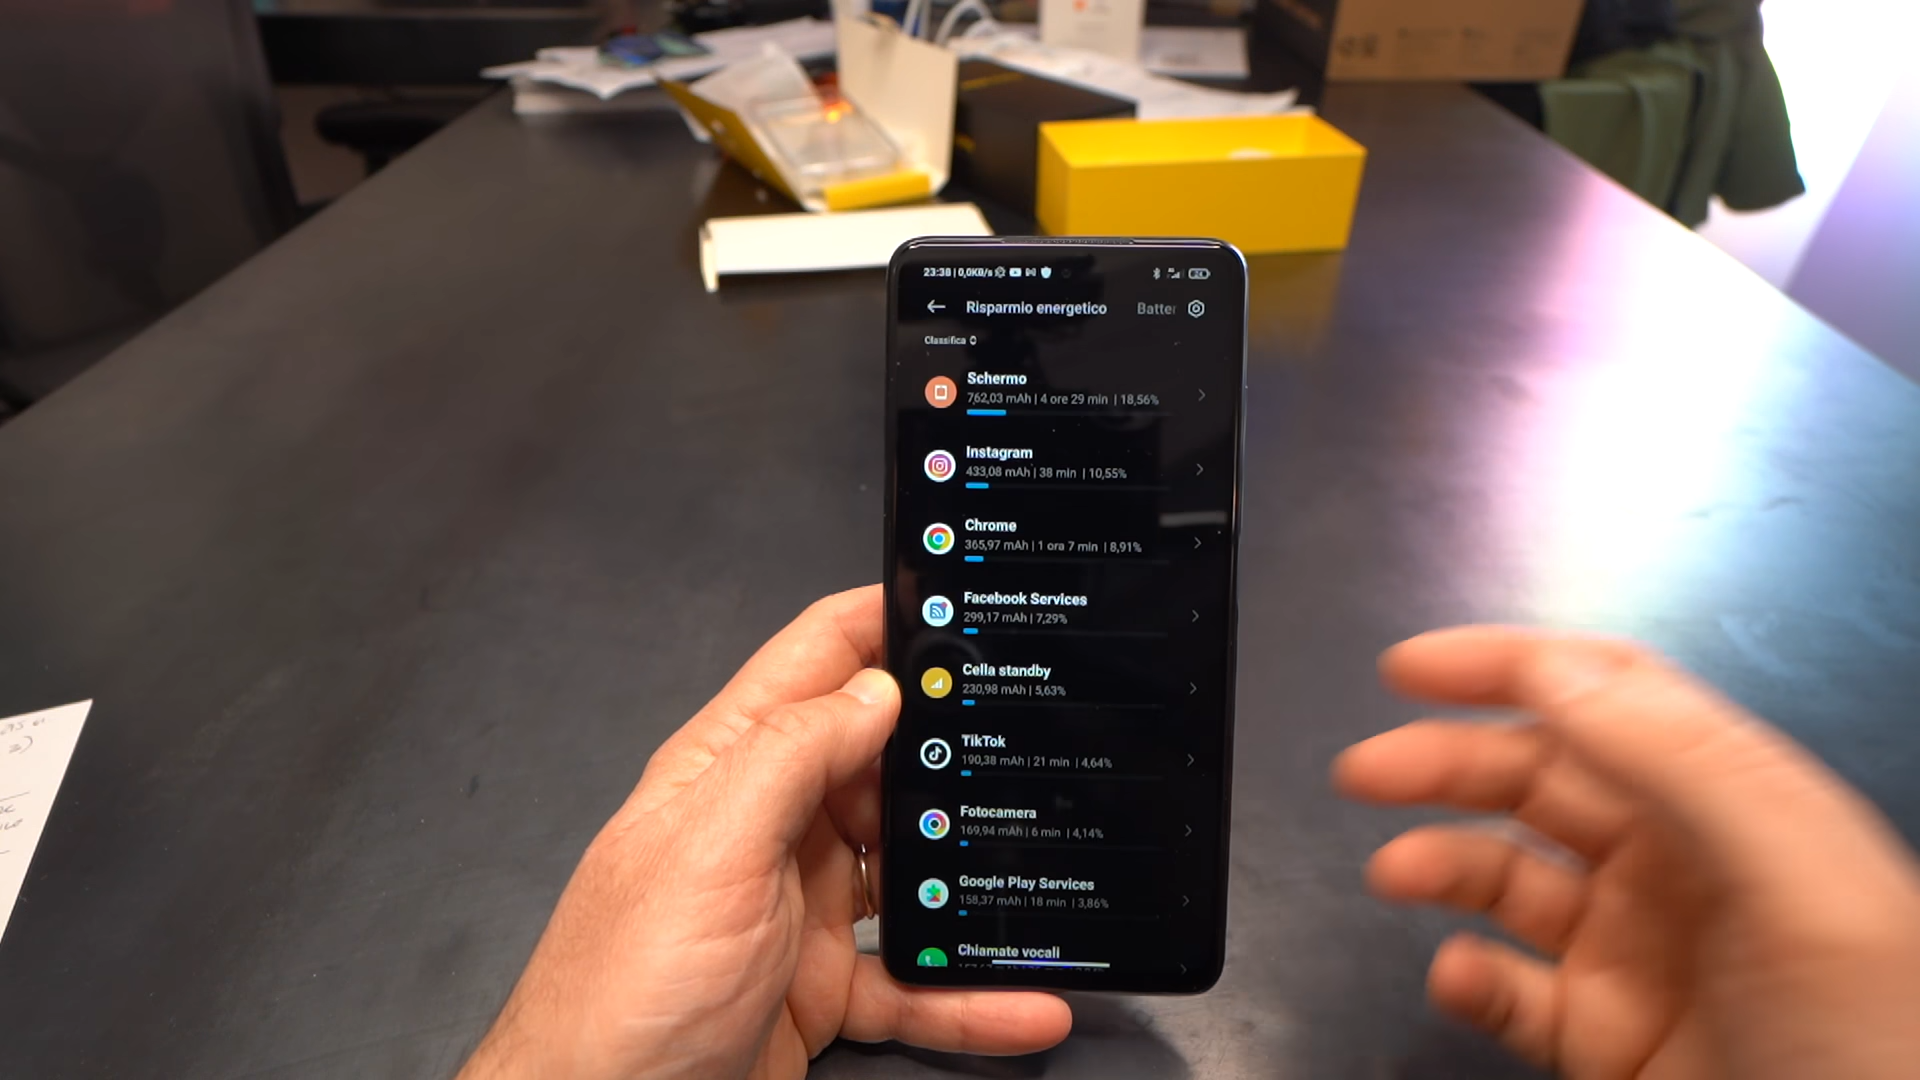 23:38 | 0,0KB/s
24
Risparmio energetico Batter
Classifica
Schermo
762,03 mAh | 4 ore 29 min | 18,56%
Instagram
433,08 mAh | 38 min | 10,55%
Chrome
365,97 mAh | 1 ora 7 min | 8,91%
Facebook Services
299,17 mAh | 7,29%
Cella standby
230,98 mAh | 5,63%
TikTok
190,38 mAh | 21 min | 4,64%
Fotocamera
169,94 mAh | 6 min | 4,14%
Google Play Services
158,37 mAh | 18 min | 3,86%
Chiamate vocali